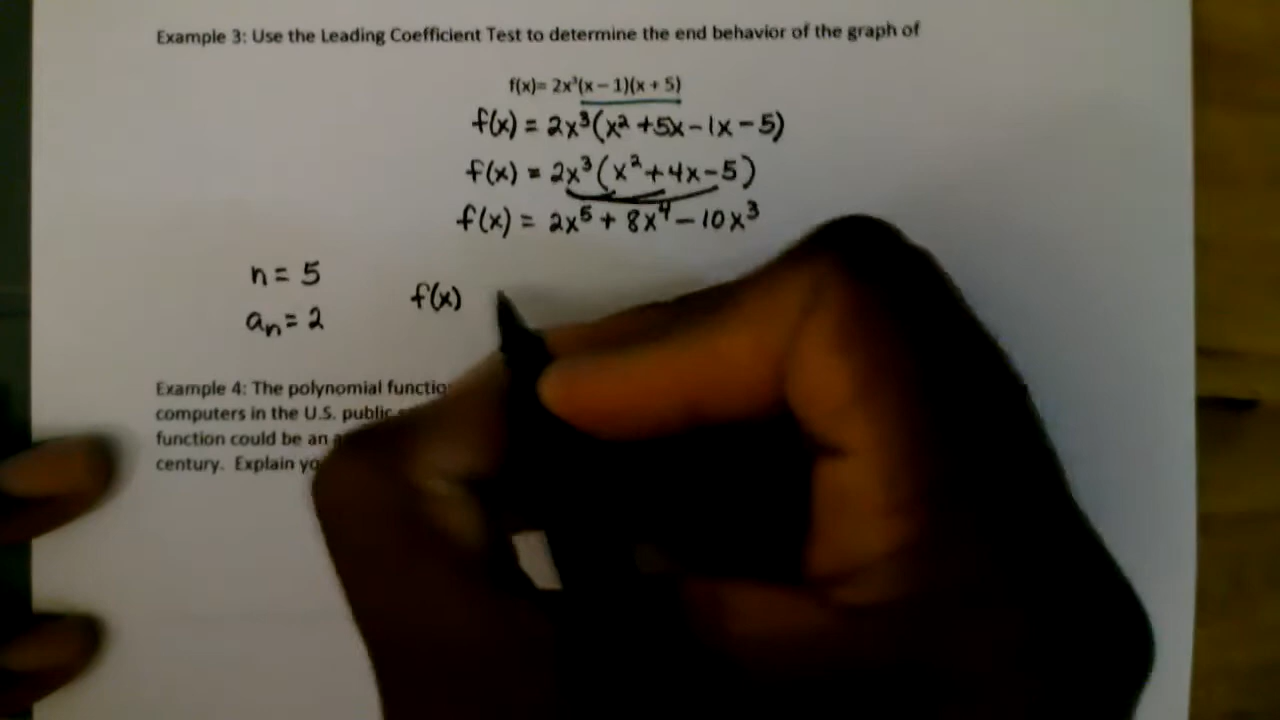 Example 3: Use the Leading Coefficient Test to determine the end behavior of the graph of
f(x)= 2x³(x – 1)(x + 5)
f(x) = 2x³(x² +5x – 1x – 5)
f(x) = 2x³(x² + 4x – 5)
f(x) = 2x⁵ + 8x⁴ – 10x³
n = 5
f(x)
aₙ = 2
Example 4: The polynomial
computers in the U.S. public
function could be an
century. Explain